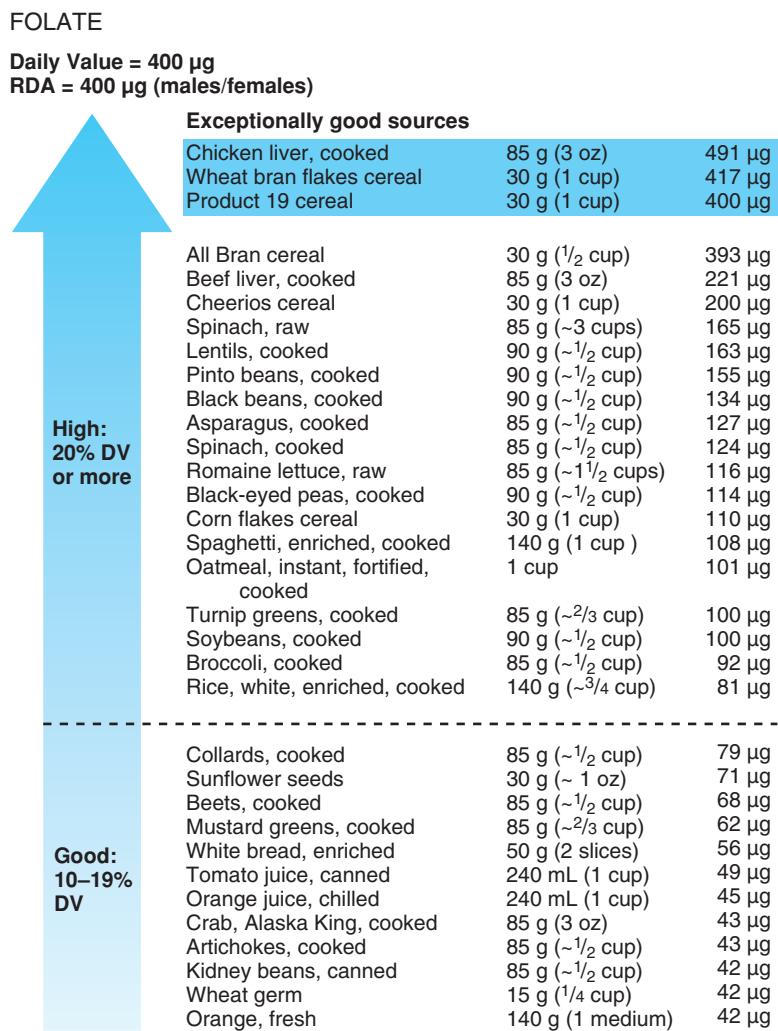 FOLATE
Daily Value = 400 µg
RDA = 400 µg (males/females)
Exceptionally good sources
Chicken liver, cooked 85 g (3 oz) 491 µg
Wheat bran flakes cereal 30 g (1 cup) 417 µg
Product 19 cereal 30 g (1 cup) 400 µg
All Bran cereal 30 g (1/2 cup) 393 µg
Beef liver, cooked 85 g (3 oz) 221 µg
Cheerios cereal 30 g (1 cup) 200 µg
Spinach, raw 85 g (~3 cups) 165 µg
Lentils, cooked 90 g (~1/2 cup) 163 µg
Pinto beans, cooked 90 g (~1/2 cup) 155 µg
Black beans, cooked 90 g (~1/2 cup) 134 µg
Asparagus, cooked 85 g (~1/2 cup) 127 µg
Spinach, cooked 85 g (~1/2 cup) 124 µg
Romaine lettuce, raw 85 g (~1 1/2 cups) 116 µg
Black-eyed peas, cooked 90 g (~1/2 cup) 114 µg
Corn flakes cereal 30 g (1 cup) 110 µg
Spaghetti, enriched, cooked 140 g (1 cup ) 108 µg
Oatmeal, instant, fortified, 1 cup 101 µg
cooked
Turnip greens, cooked 85 g (~2/3 cup) 100 µg
Soybeans, cooked 90 g (~1/2 cup) 100 µg
Broccoli, cooked 85 g (~1/2 cup) 92 µg
Rice, white, enriched, cooked 140 g (~3/4 cup) 81 µg
High:
20% DV
or more
Collards, cooked 85 g (~1/2 cup) 79 µg
Sunflower seeds 30 g (~ 1 oz) 71 µg
Beets, cooked 85 g (~1/2 cup) 68 µg
Mustard greens, cooked 85 g (~2/3 cup) 62 µg
White bread, enriched 50 g (2 slices) 56 µg
Tomato juice, canned 240 mL (1 cup) 49 µg
Orange juice, chilled 240 mL (1 cup) 45 µg
Crab, Alaska King, cooked 85 g (3 oz) 43 µg
Artichokes, cooked 85 g (~1/2 cup) 43 µg
Kidney beans, canned 85 g (~1/2 cup) 42 µg
Wheat germ 15 g (1/4 cup) 42 µg
Orange, fresh 140 g (1 medium) 42 µg
Good:
10–19%
DV